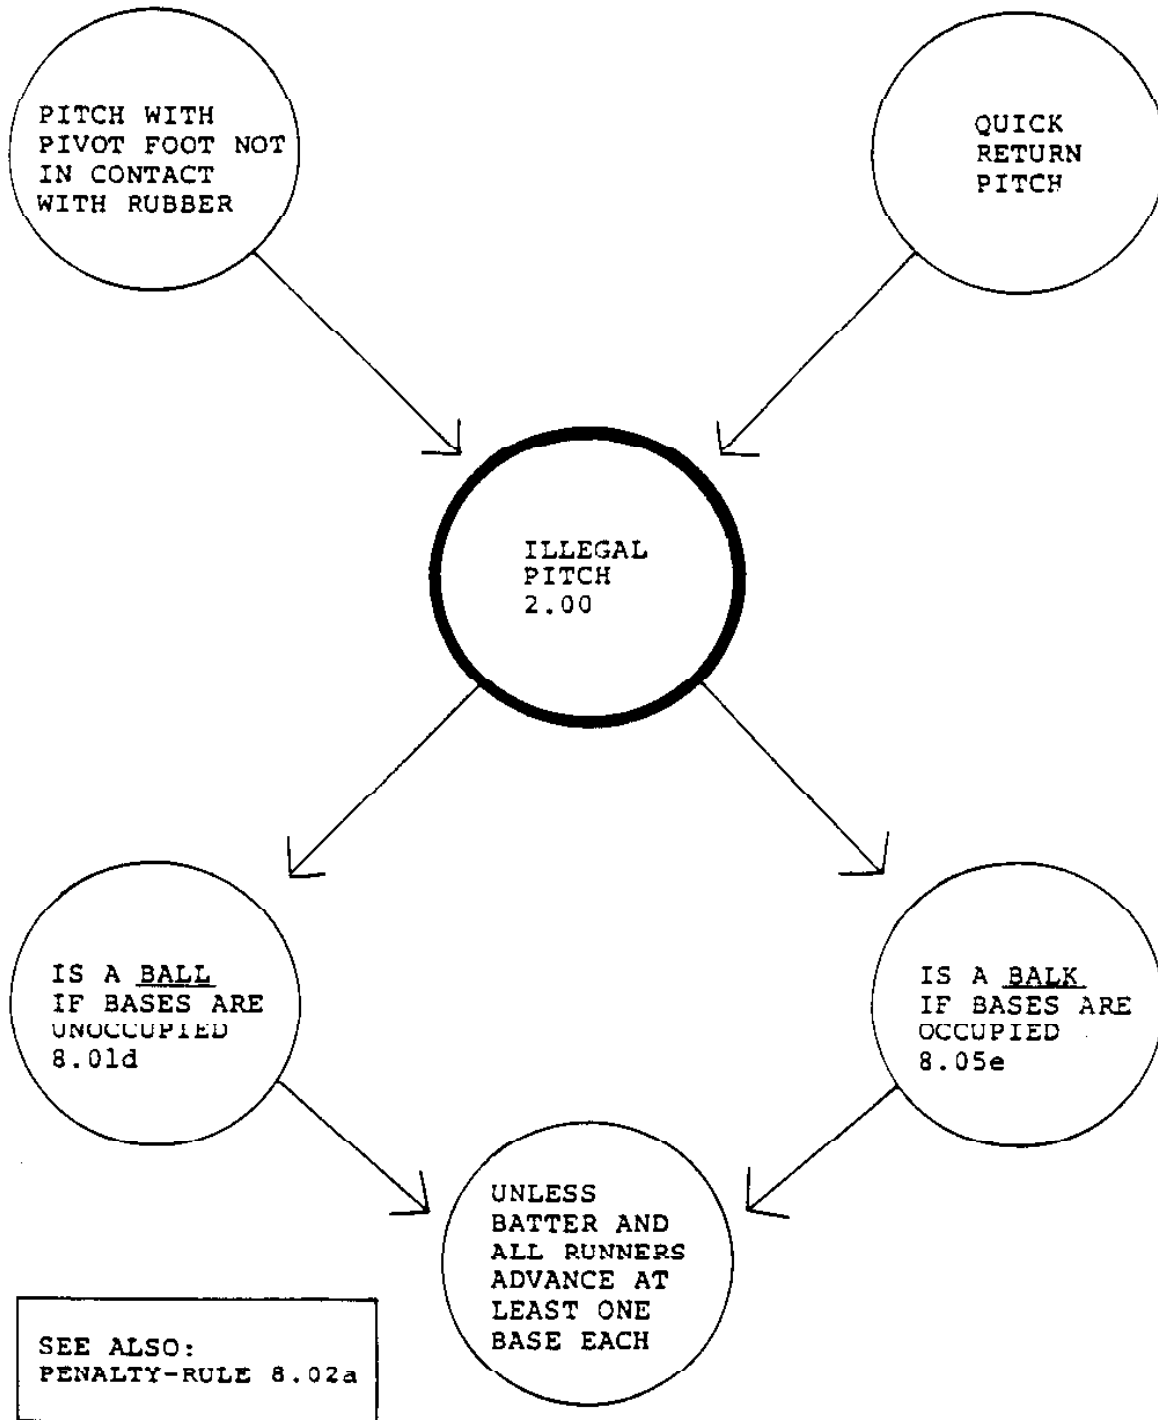 PITCH WITH
PIVOT FOOT NOT
IN CONTACT
WITH RUBBER
QUICK
RETURN
PITCH
ILLEGAL
PITCH
2.00
IS A BALL
IF BASES ARE
UNOCCUPIED
8.01d
IS A BALK
IF BASES ARE
OCCUPIED
8.05e
UNLESS
BATTER AND
ALL RUNNERS
ADVANCE AT
LEAST ONE
BASE EACH
SEE ALSO:
PENALTY-RULE 8.02a